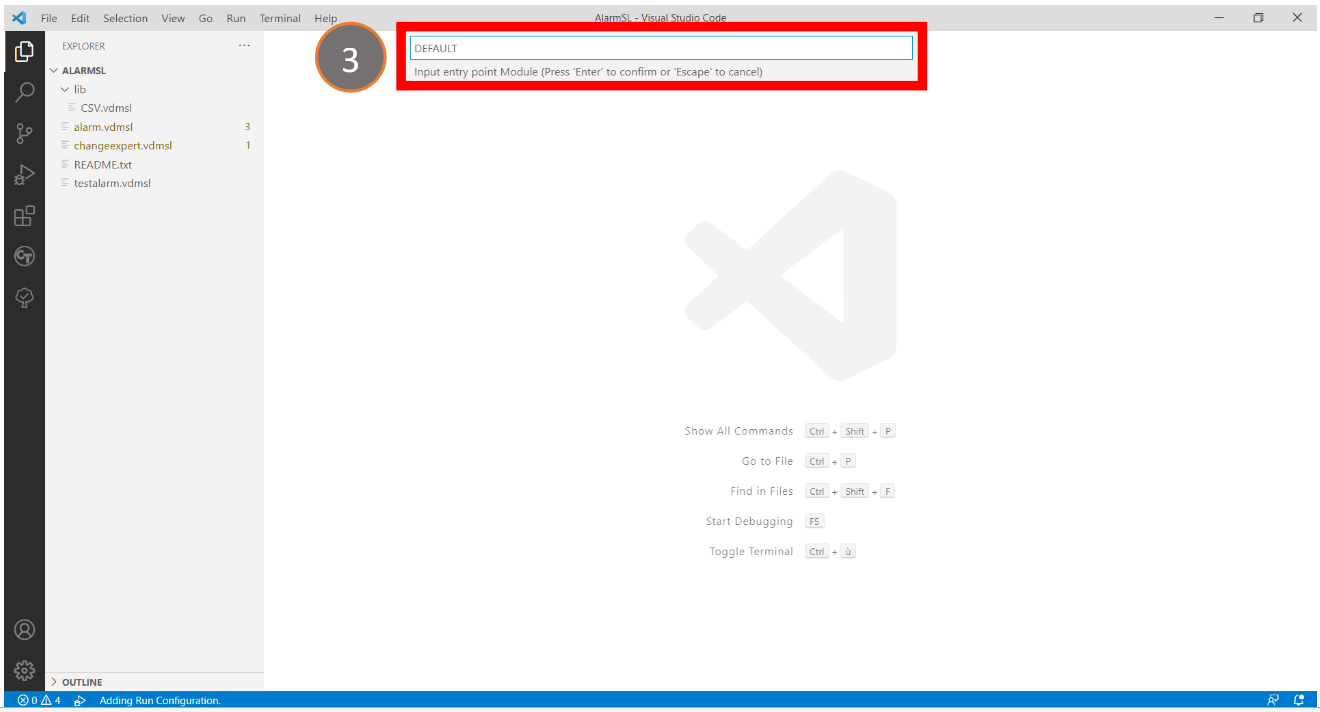 File Edit Selection View Go Run Terminal Help
AlarmSL - Visual Studio Code
3
DEFAULT
Input entry point Module (Press 'Enter' to confirm or 'Escape' to cancel)
EXPLORER
ALARMSL
lib
CSV.vdmsl
alarm.vdmsl 3
changeexpert.vdmsl 1
README.txt
testalarm.vdmsl
Show All Commands Ctrl + Shift + P
Go to File Ctrl + P
Find in Files Ctrl + Shift + F
Start Debugging F5
Toggle Terminal Ctrl + ù
OUTLINE
0 4 Adding Run Configuration.